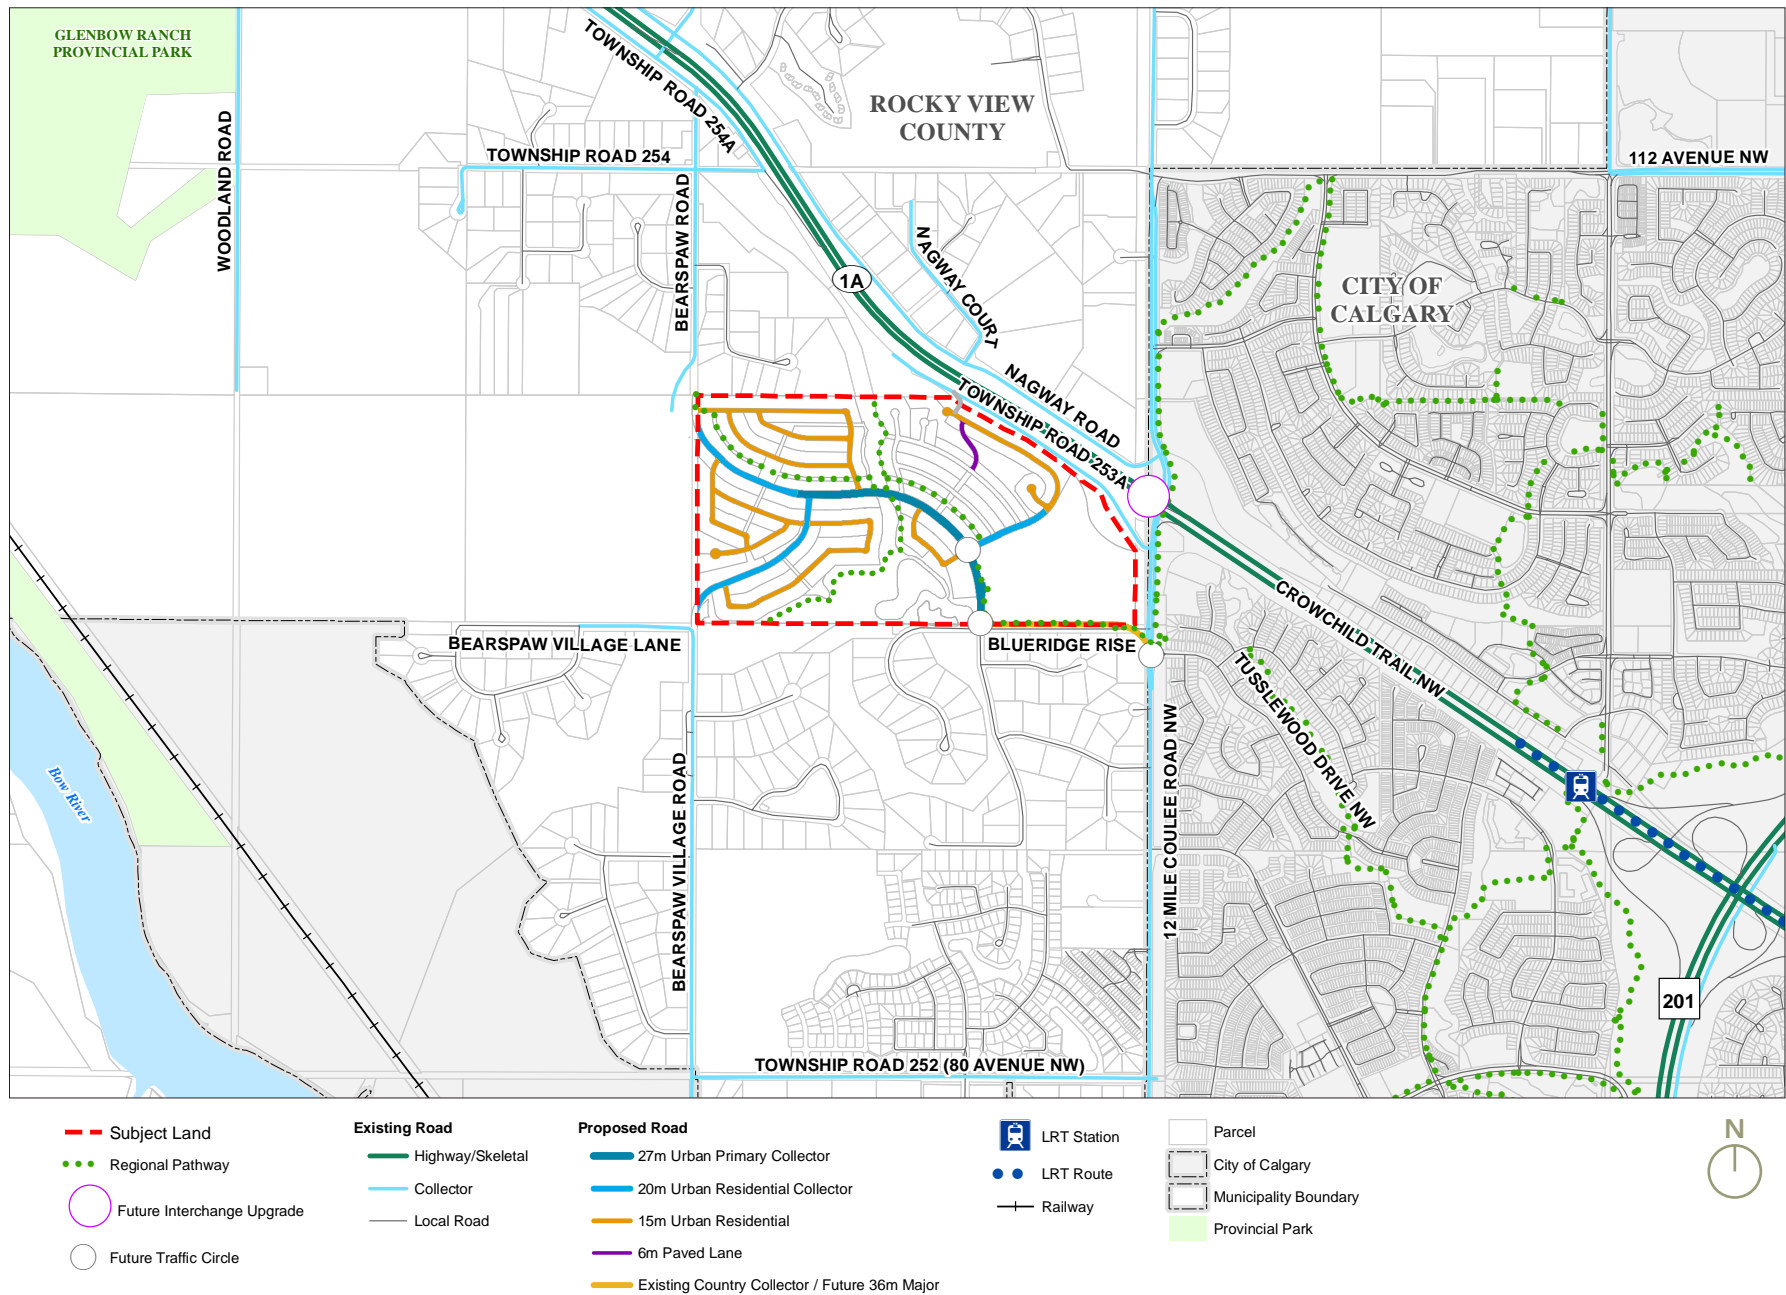 GLENBOW RANCH
PROVINCIAL PARK
WOODLAND ROAD
TOWNSHIP ROAD 254A
TOWNSHIP ROAD 254
ROCKY VIEW
COUNTY
112 AVENUE NW
BEARSPAW ROAD
1A
NAGWAY COURT
CITY OF
CALGARY
NAGWAY ROAD
TOWNSHIP ROAD 253A
CROWCHILD TRAIL NW
BEARSPAW VILLAGE LANE
BLUERIDGE RISE
TUSSLEWOOD DRIVE NW
12 MILE COULEE ROAD NW
BEARSPAW VILLAGE ROAD
Bow River
201
TOWNSHIP ROAD 252 (80 AVENUE NW)
Subject Land
Regional Pathway
Future Interchange Upgrade
Future Traffic Circle
Existing Road
Highway/Skeletal
Collector
Local Road
Proposed Road
27m Urban Primary Collector
20m Urban Residential Collector
15m Urban Residential
6m Paved Lane
Existing Country Collector / Future 36m Major
LRT Station
LRT Route
Railway
Parcel
City of Calgary
Municipality Boundary
Provincial Park
N